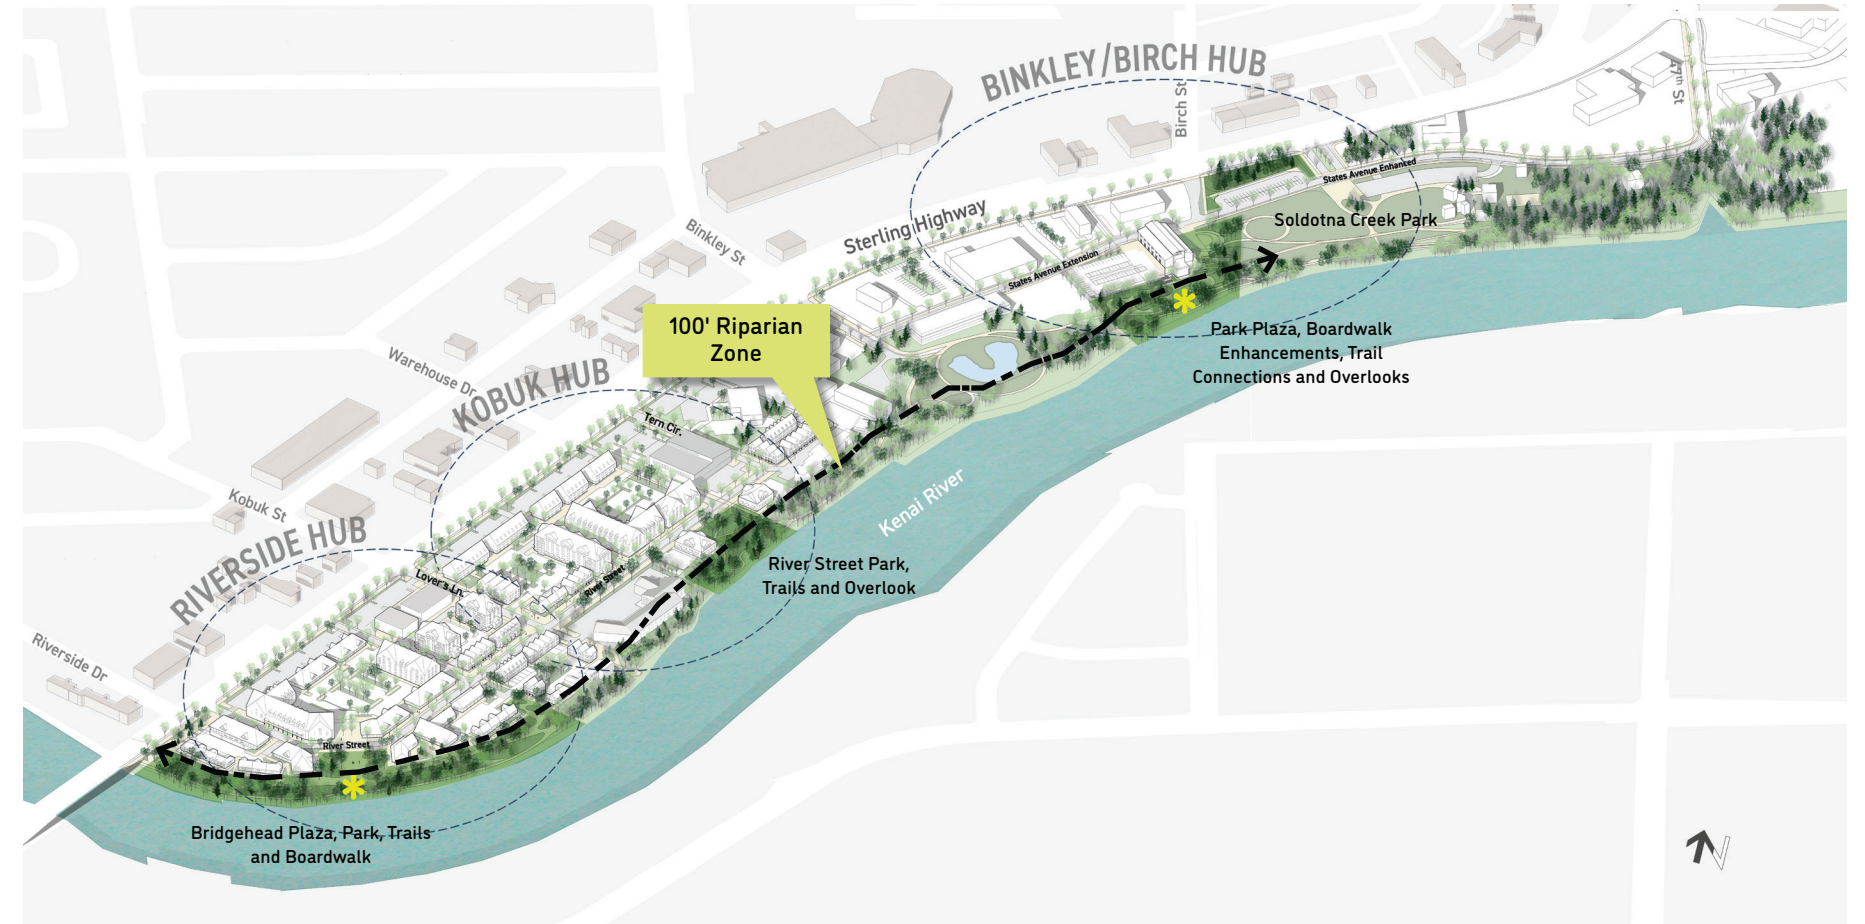 BINKLEY/BIRCH HUB
Birch St
47th St
States Avenue Enhanced
Soldotna Creek Park
Binkley St
Sterling Highway
States Avenue Extension
100' Riparian
Zone
Park Plaza, Boardwalk
Enhancements, Trail
Connections and Overlooks
Warehouse Dr
KOBUK HUB
Tern Cir.
Kenai River
Kobuk St
RIVERSIDE HUB
Lover's Ln.
River Street
River Street Park,
Trails and Overlook
Riverside Dr
River Street
Bridgehead Plaza, Park, Trails
and Boardwalk
N